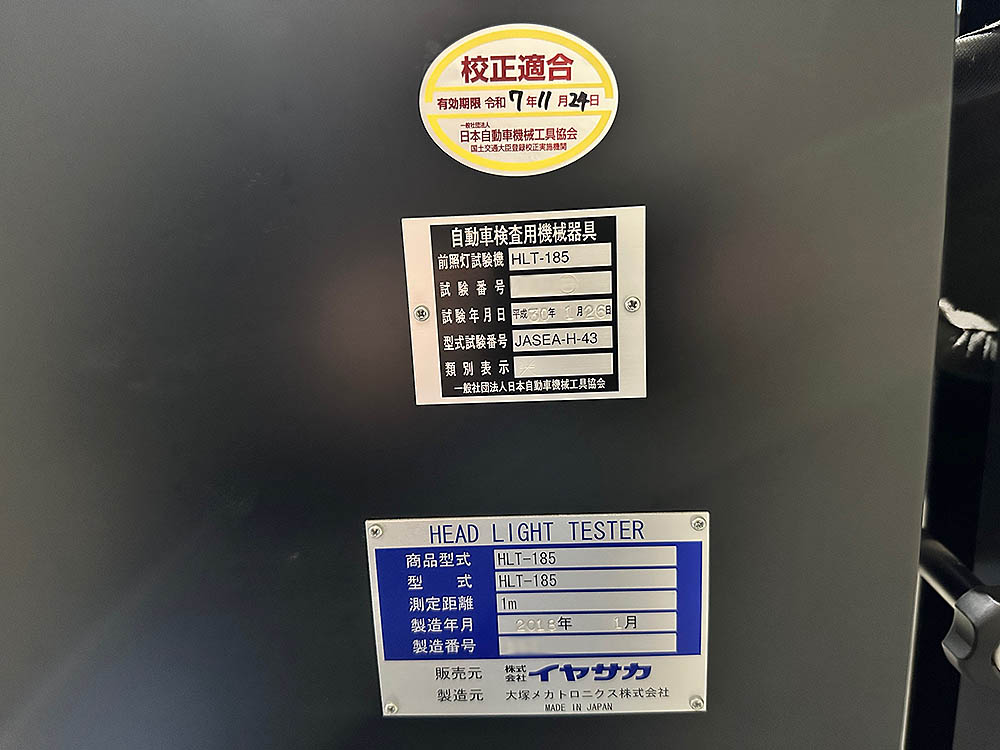 校正適合
有効期限 令和 7 年 11 月 24 日
一般社団法人
日本自動車機械工具協会
国土交通大臣登録校正実施機関
自動車検査用機械器具
前照灯試験機 HLT-185
試験番号
試験年月日 平成 30 年 1 月 26 日
型式試験番号 JASEA-H-43
類別表示
一般社団法人日本自動車機械工具協会
HEAD LIGHT TESTER
商品型式 HLT-185
型式 HLT-185
測定距離 1m
製造年月 2018年 1月
製造番号
販売元 株式会社 イヤサカ
製造元 大塚メカトロニクス株式会社
MADE IN JAPAN